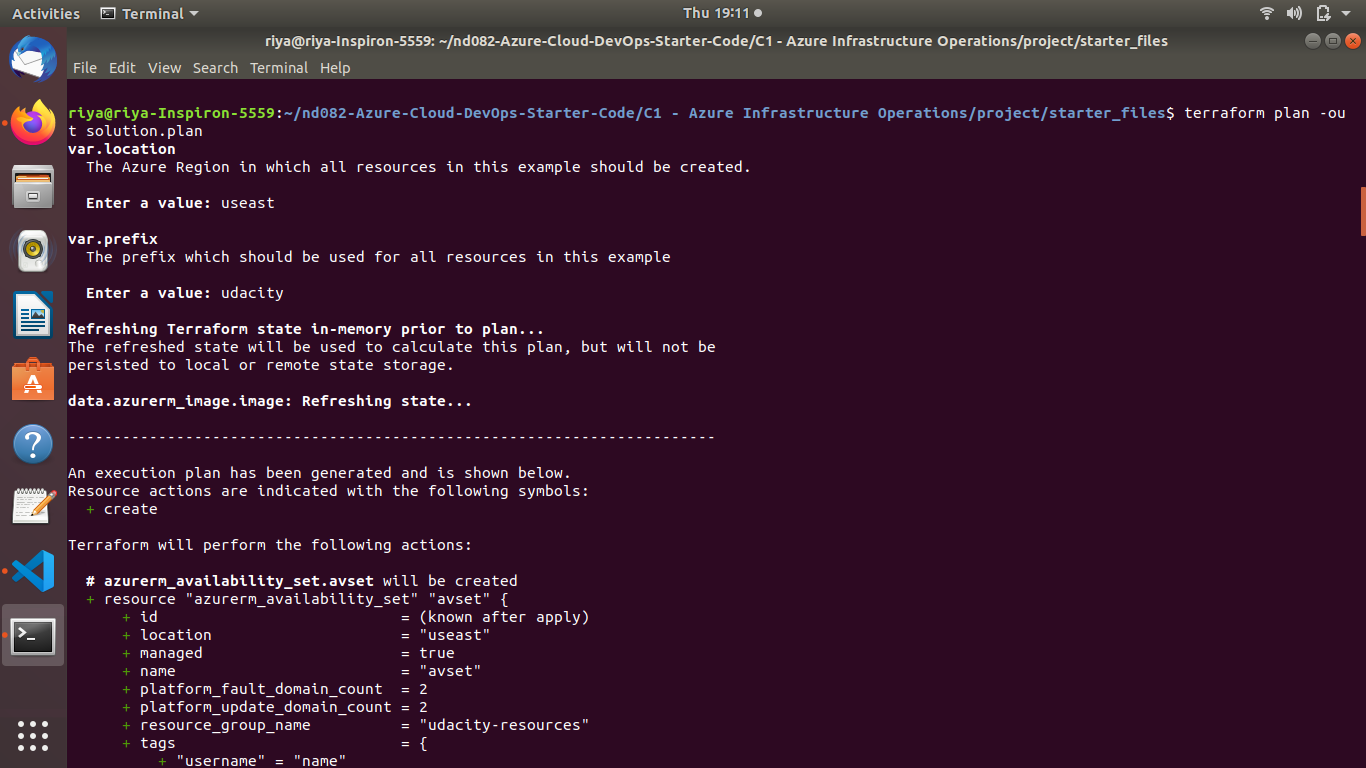 Activities Terminal Thu 19:11
riya@riya-Inspiron-5559: ~/nd082-Azure-Cloud-DevOps-Starter-Code/C1 - Azure Infrastructure Operations/project/starter_files
File Edit View Search Terminal Help
riya@riya-Inspiron-5559:~/nd082-Azure-Cloud-DevOps-Starter-Code/C1 - Azure Infrastructure Operations/project/starter_files$ terraform plan -ou
t solution.plan
var.location
  The Azure Region in which all resources in this example should be created.
  Enter a value: useast
var.prefix
  The prefix which should be used for all resources in this example
  Enter a value: udacity
Refreshing Terraform state in-memory prior to plan...
The refreshed state will be used to calculate this plan, but will not be
persisted to local or remote state storage.
data.azurerm_image.image: Refreshing state...
------------------------------------------------------------------------
An execution plan has been generated and is shown below.
Resource actions are indicated with the following symbols:
  + create
Terraform will perform the following actions:
  # azurerm_availability_set.avset will be created
  + resource "azurerm_availability_set" "avset" {
      + id                           = (known after apply)
      + location                     = "useast"
      + managed                      = true
      + name                         = "avset"
      + platform_fault_domain_count  = 2
      + platform_update_domain_count = 2
      + resource_group_name          = "udacity-resources"
      + tags                         = {
          + "username" = "name"